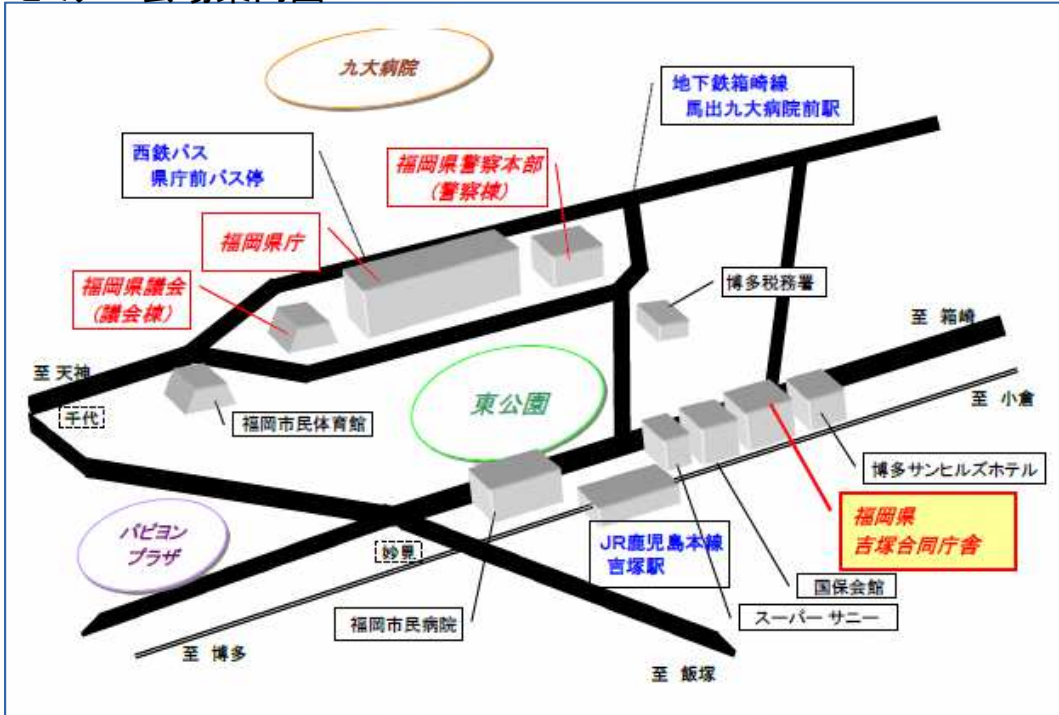 九大病院
地下鉄箱崎線
馬出九大病院前駅
西鉄バス
県庁前バス停
福岡県警察本部
(警察棟)
福岡県庁
福岡県議会
(議会棟)
博多税務署
至 箱崎
至 天神
千代
東公園
至 小倉
福岡市民体育館
博多サンヒルズホテル
パピヨン
プラザ
福岡県
吉塚合同庁舎
妙見
JR鹿児島本線
吉塚駅
国保会館
スーパー サニー
福岡市民病院
至 博多
至 飯塚